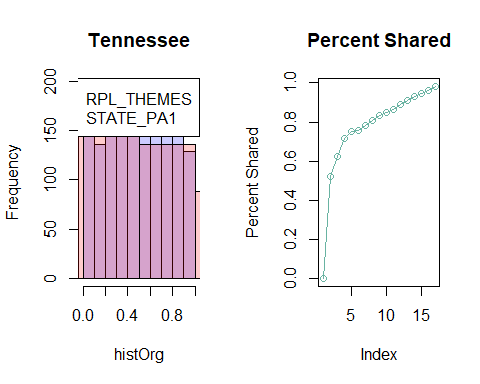 Tennessee
Frequency
200
150
100
50
0
RPL_THEMES
STATE_PA1
0.0
0.4
0.8
histOrg
Percent Shared
Percent Shared
1.0
0.8
0.6
0.4
0.2
0.0
5
10
15
Index